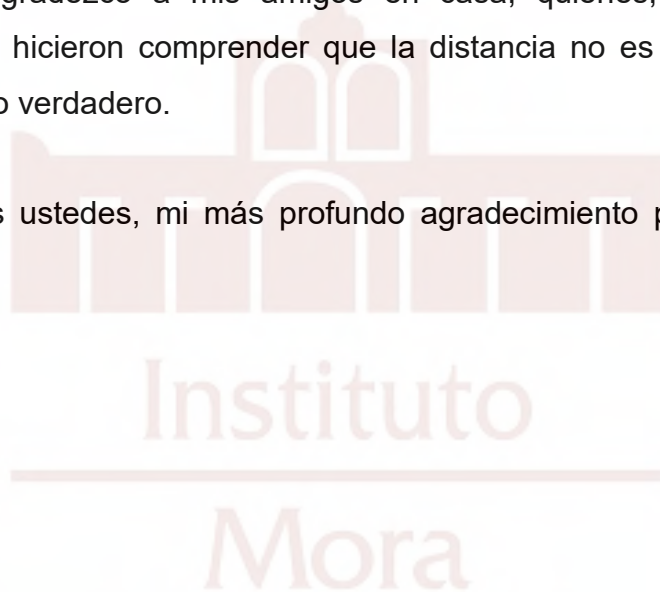 a mis amigos en casa, quienes,
hicieron comprender que la distancia no es
o verdadero.
s ustedes, mi más profundo agradecimiento p
Instituto
Mora